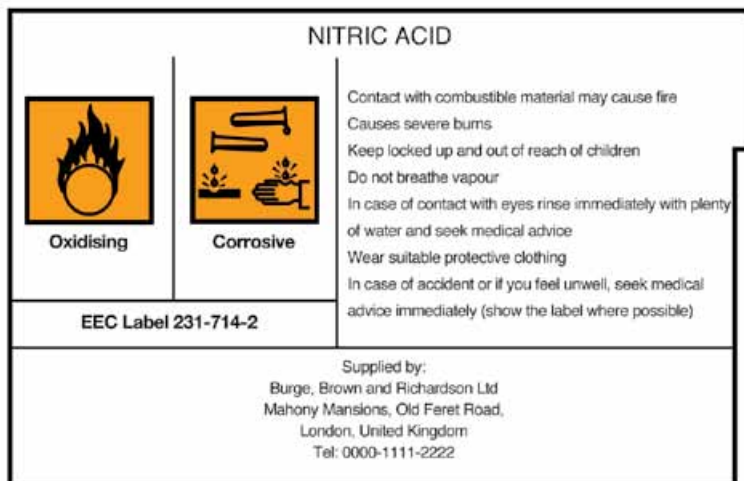 NITRIC ACID
Oxidising
Corrosive
EEC Label 231-714-2
Contact with combustible material may cause fire
Causes severe burns
Keep locked up and out of reach of children
Do not breathe vapour
In case of contact with eyes rinse immediately with plenty
of water and seek medical advice
Wear suitable protective clothing
In case of accident or if you feel unwell, seek medical
advice immediately (show the label where possible)
Supplied by:
Burge, Brown and Richardson Ltd
Mahony Mansions, Old Feret Road,
London, United Kingdom
Tel: 0000-1111-2222